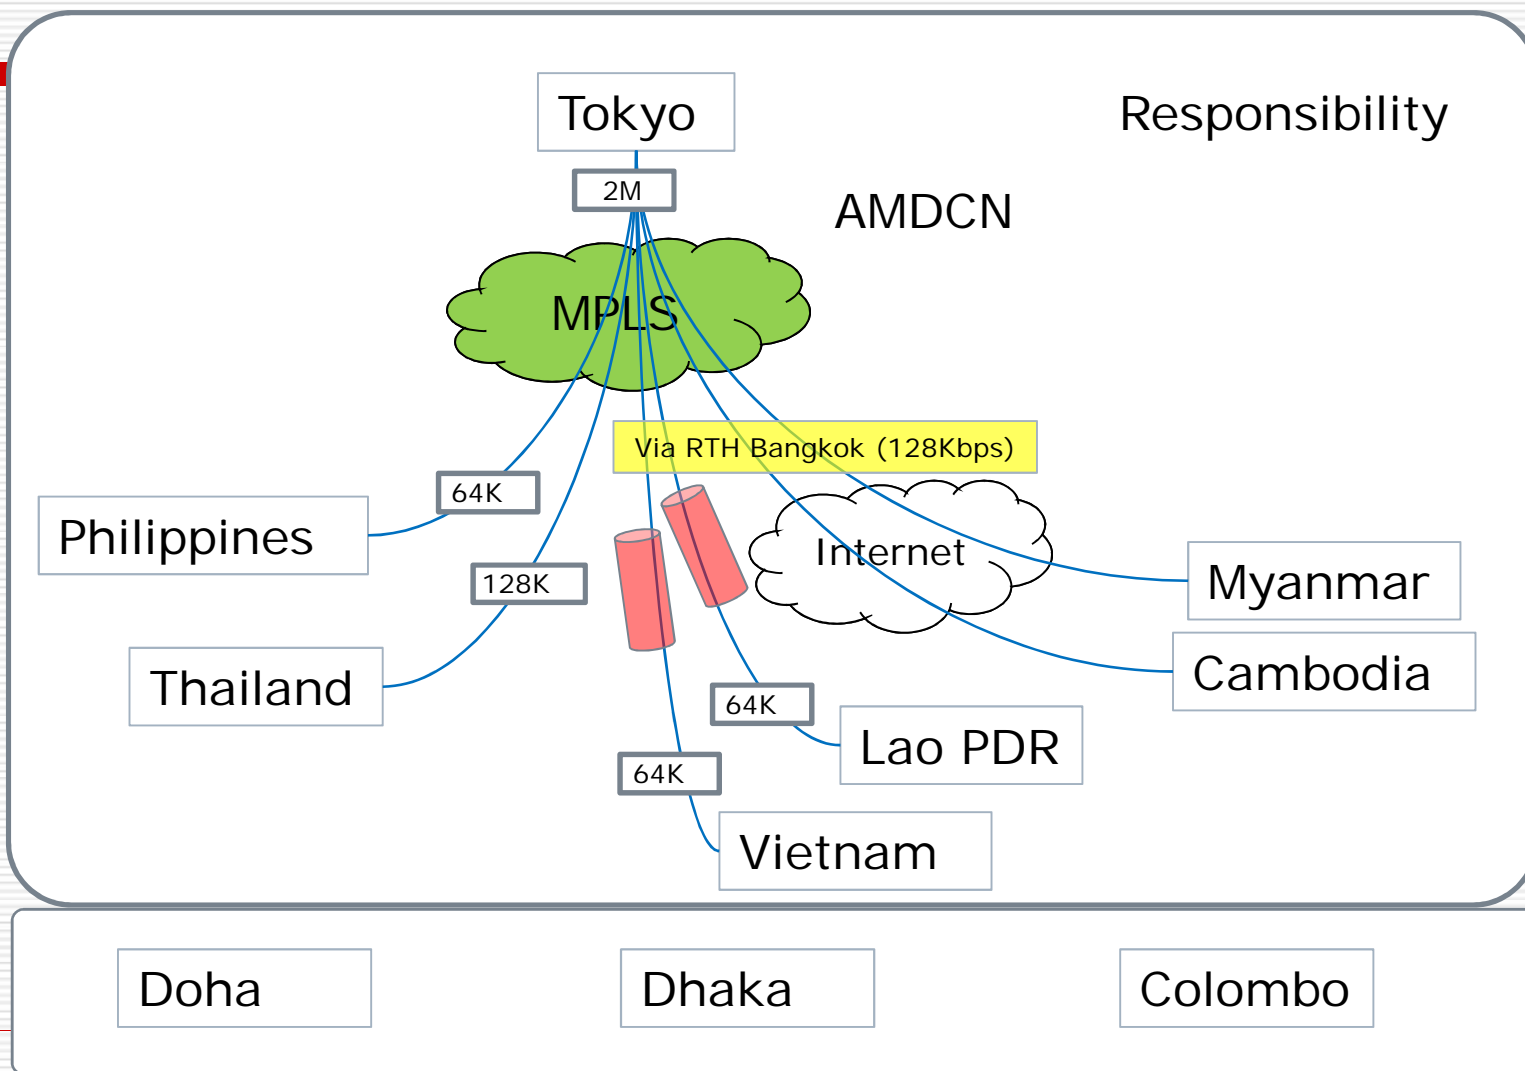 Tokyo
Responsibility
2M
AMDCN
MPLS
Via RTH Bangkok (128Kbps)
64K
Philippines
Internet
128K
Myanmar
Thailand
Cambodia
64K
Lao PDR
64K
Vietnam
Doha
Dhaka
Colombo